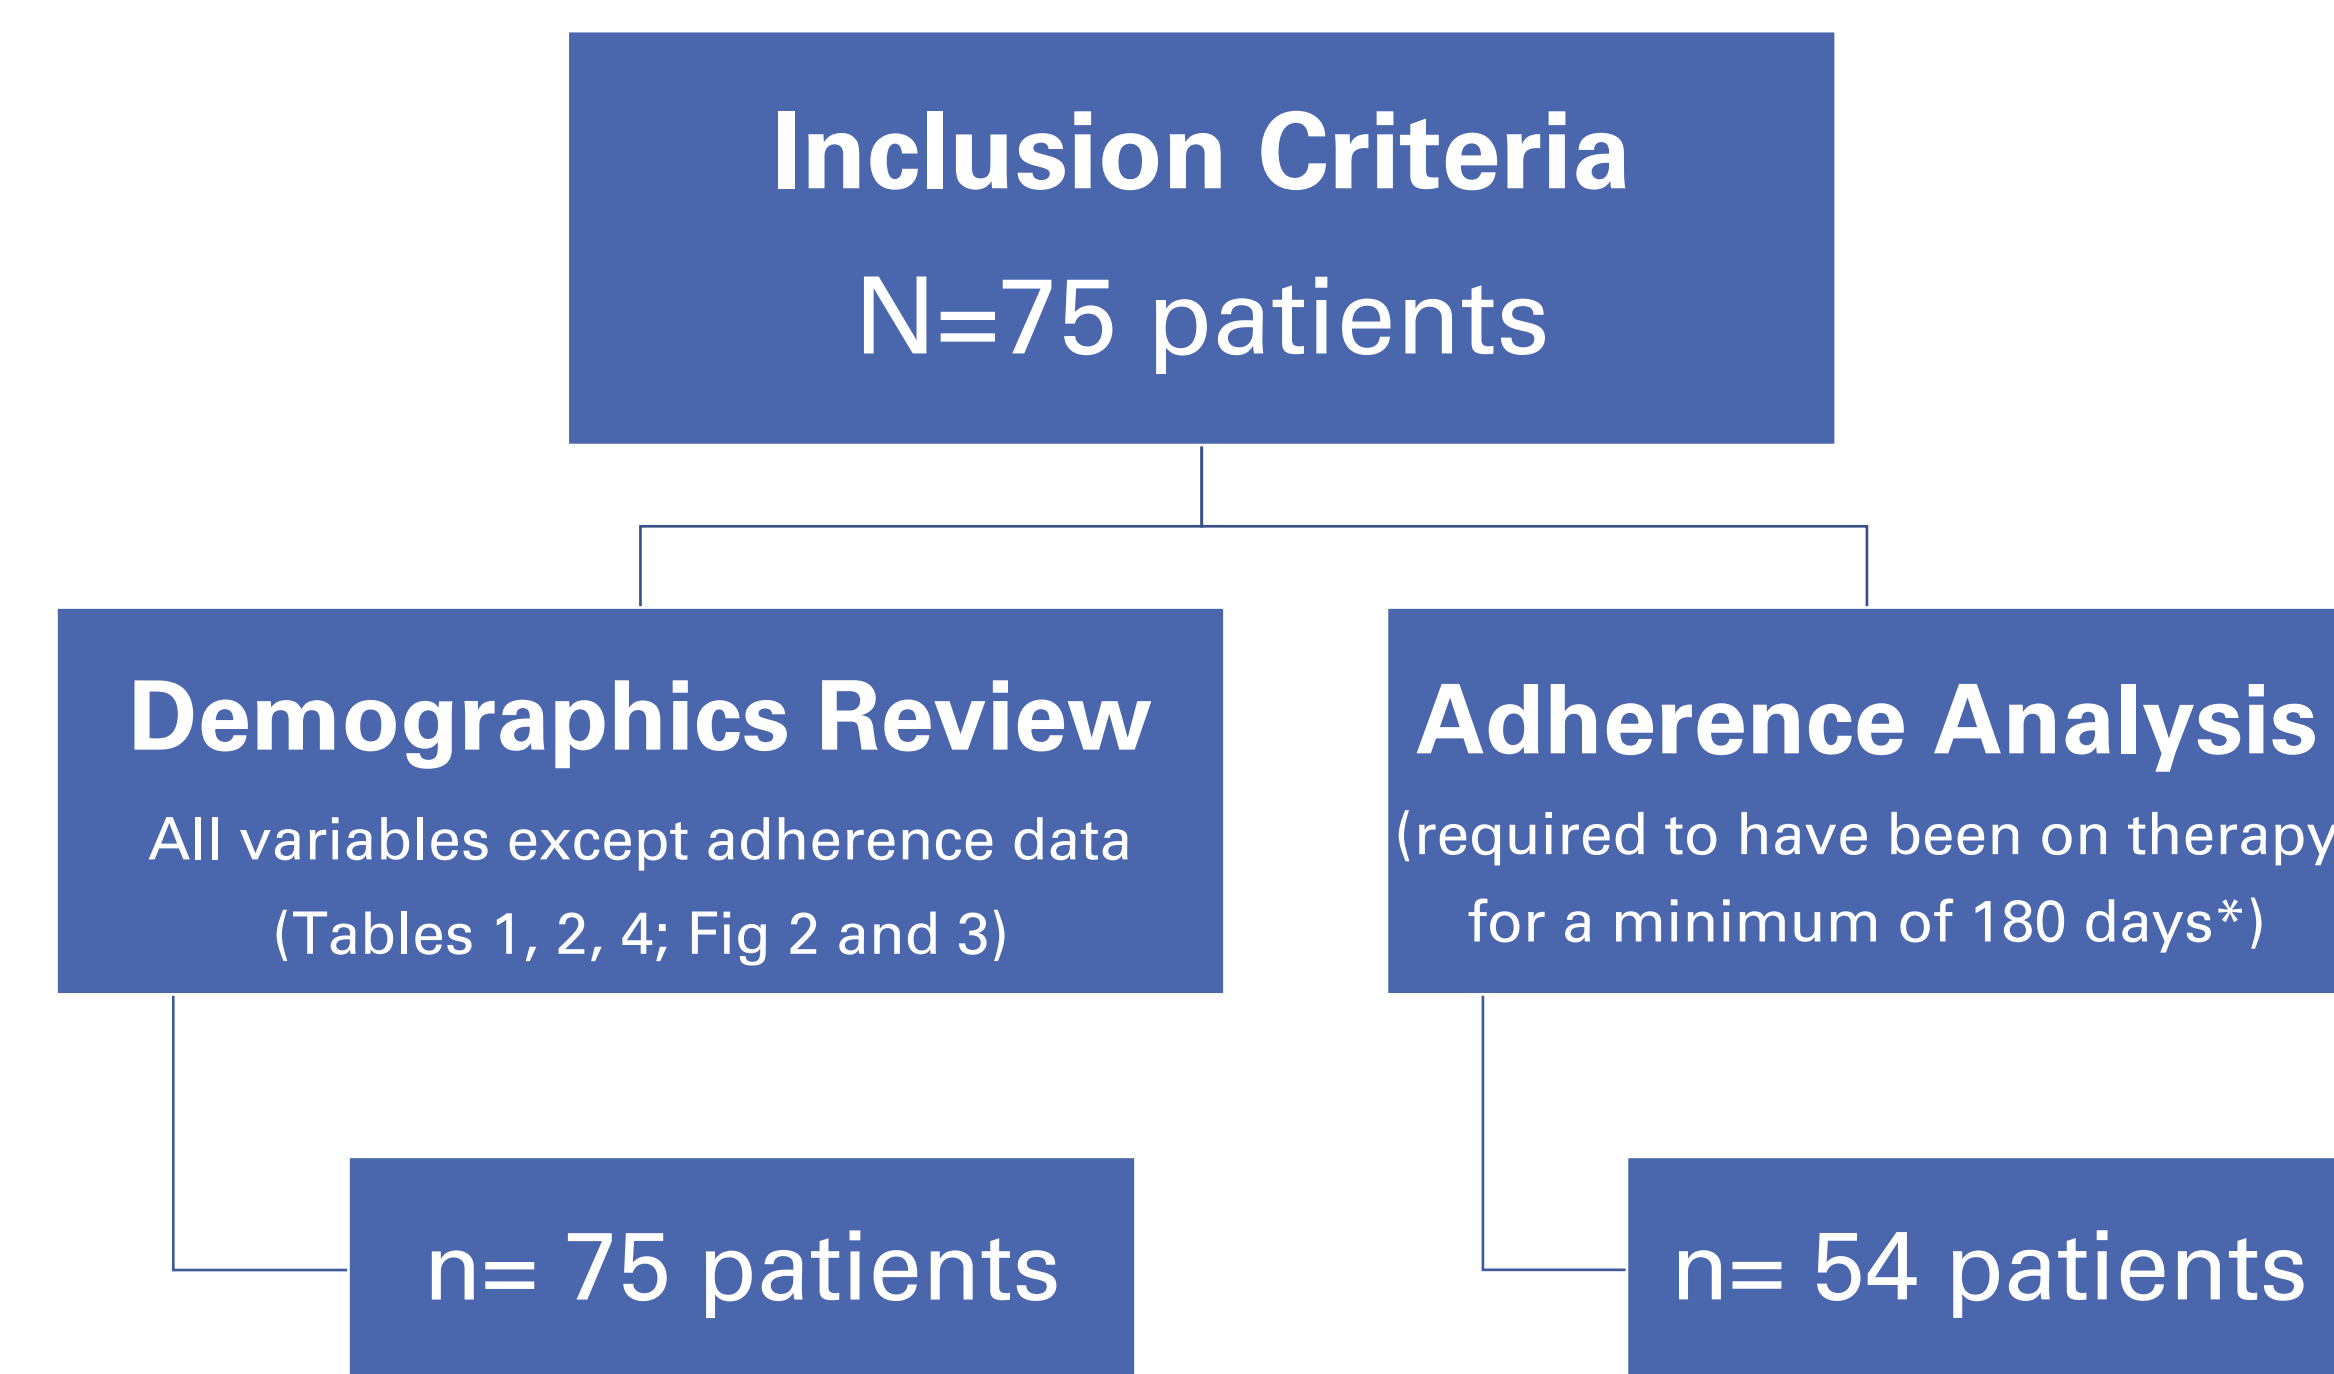 Inclusion Criteria
N=75 patients
Demographics Review
All variables except adherence data
(Tables 1, 2, 4; Fig 2 and 3)
n= 75 patients
Adherence Analysis
(required to have been on therapy
for a minimum of 180 days*)
n= 54 patients